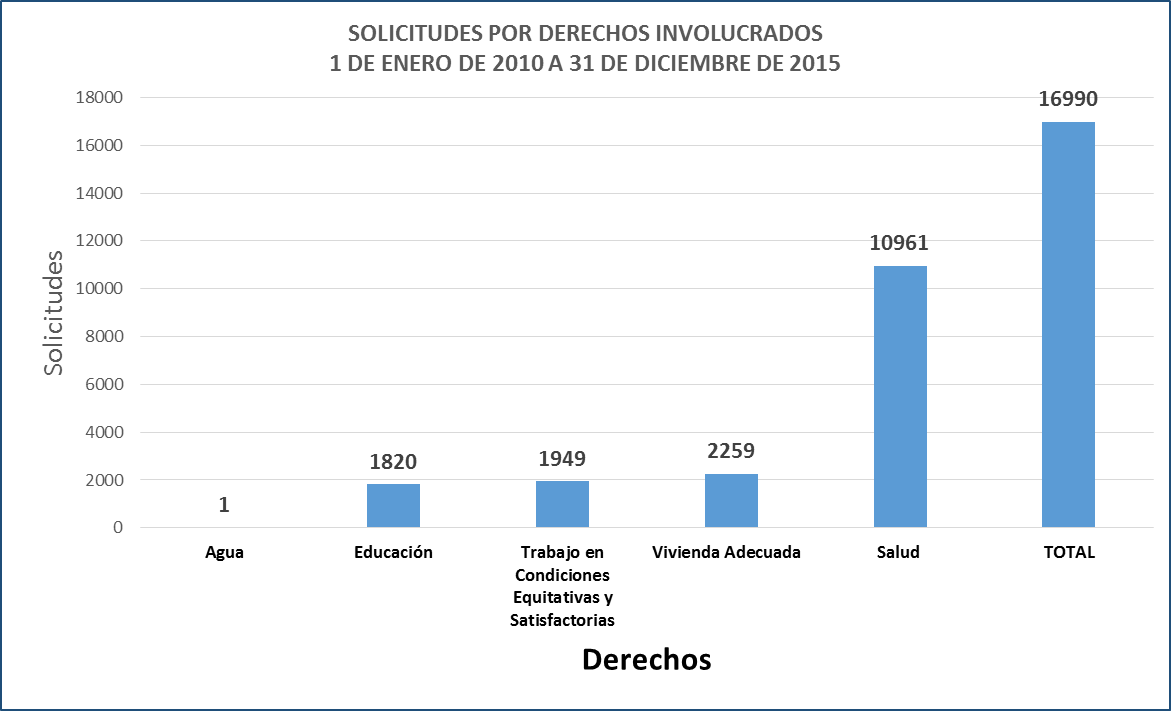 SOLICITUDES POR DERECHOS INVOLUCRADOS
1 DE ENERO DE 2010 A 31 DE DICIEMBRE DE 2015
Solicitudes
18000
16000
14000
12000
10000
8000
6000
4000
2000
0
1
1820
1949
2259
10961
16990
Agua
Educación
Trabajo en
Condiciones
Equitativas y
Satisfactorias
Vivienda Adecuada
Salud
TOTAL
Derechos